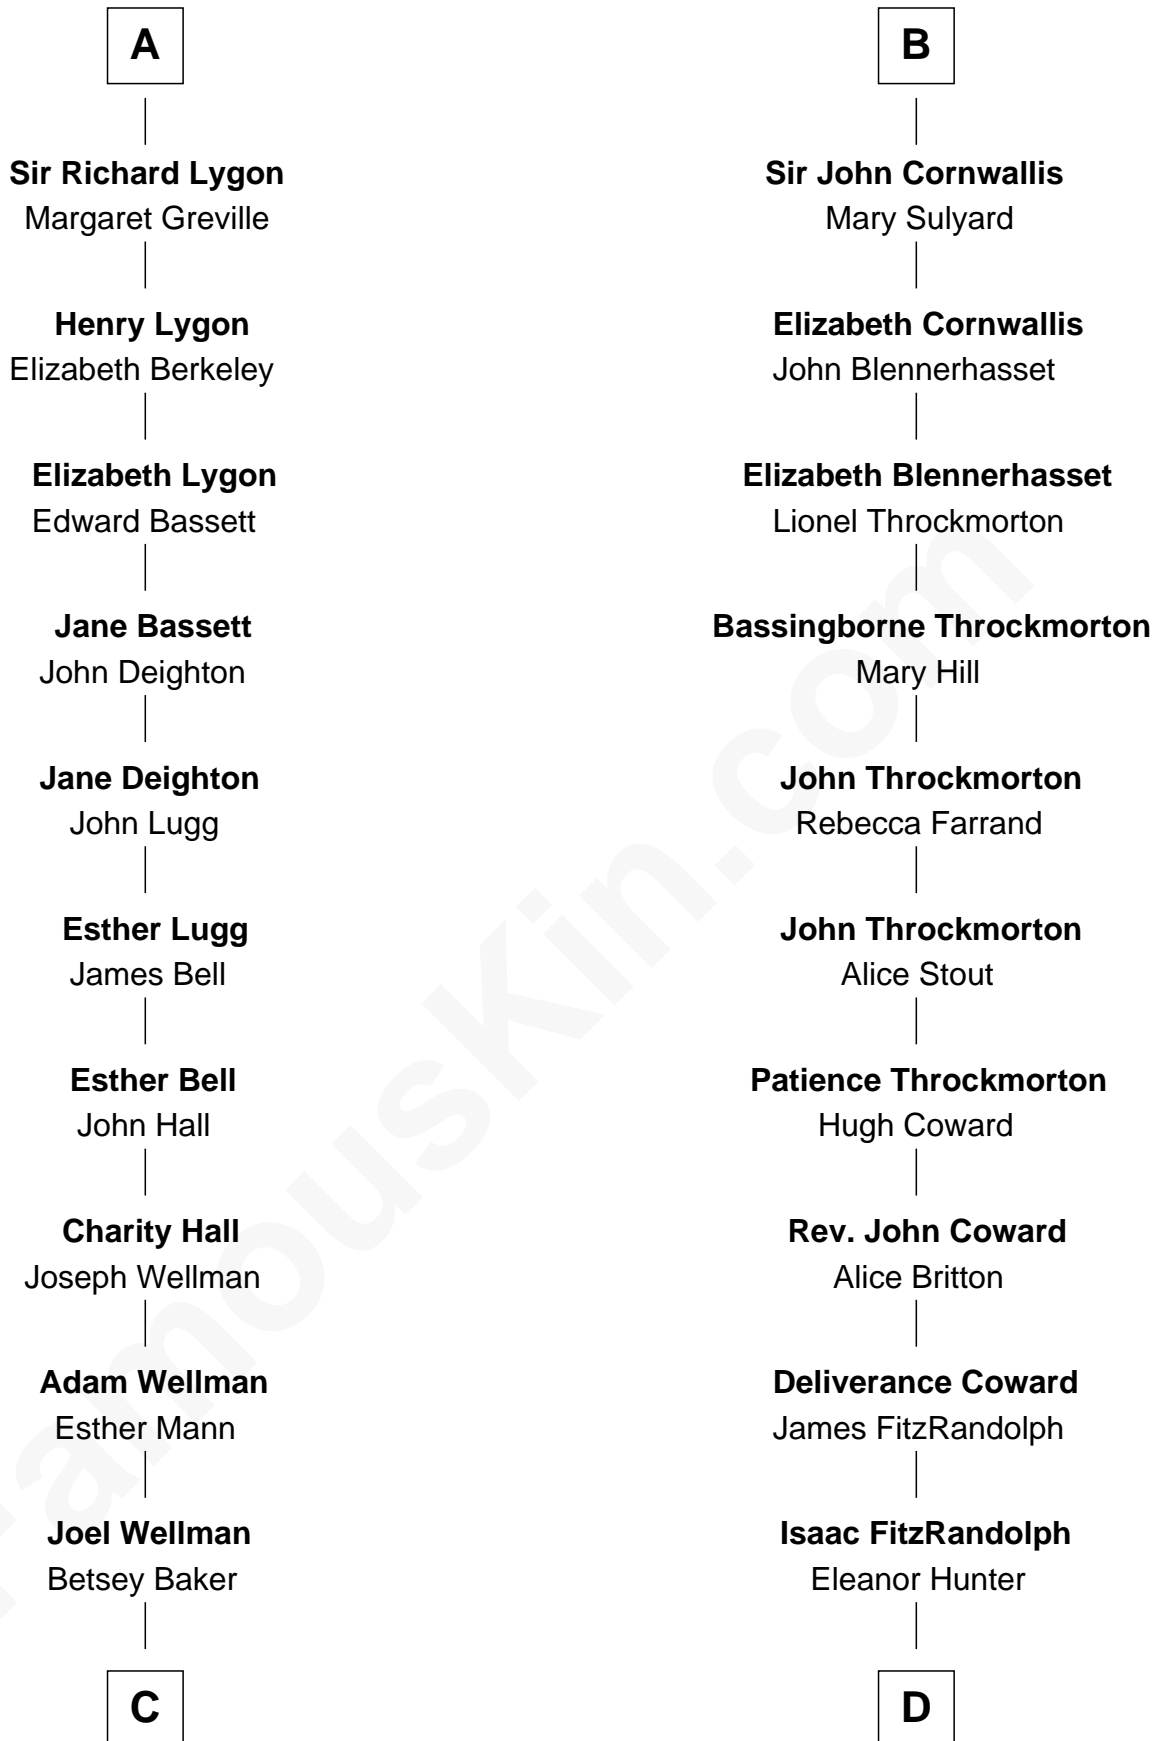 A
Sir Richard Lygon
Margaret Greville
Henry Lygon
Elizabeth Berkeley
Elizabeth Lygon
Edward Bassett
Jane Bassett
John Deighton
Jane Deighton
John Lugg
Esther Lugg
James Bell
Esther Bell
John Hall
Charity Hall
Joseph Wellman
Adam Wellman
Esther Mann
Joel Wellman
Betsey Baker
C
B
Sir John Cornwallis
Mary Sulyard
Elizabeth Cornwallis
John Blennerhasset
Elizabeth Blennerhasset
Lionel Throckmorton
Bassingborne Throckmorton
Mary Hill
John Throckmorton
Rebecca Farrand
John Throckmorton
Alice Stout
Patience Throckmorton
Hugh Coward
Rev. John Coward
Alice Britton
Deliverance Coward
James FitzRandolph
Isaac FitzRandolph
Eleanor Hunter
D
FamousKin.com